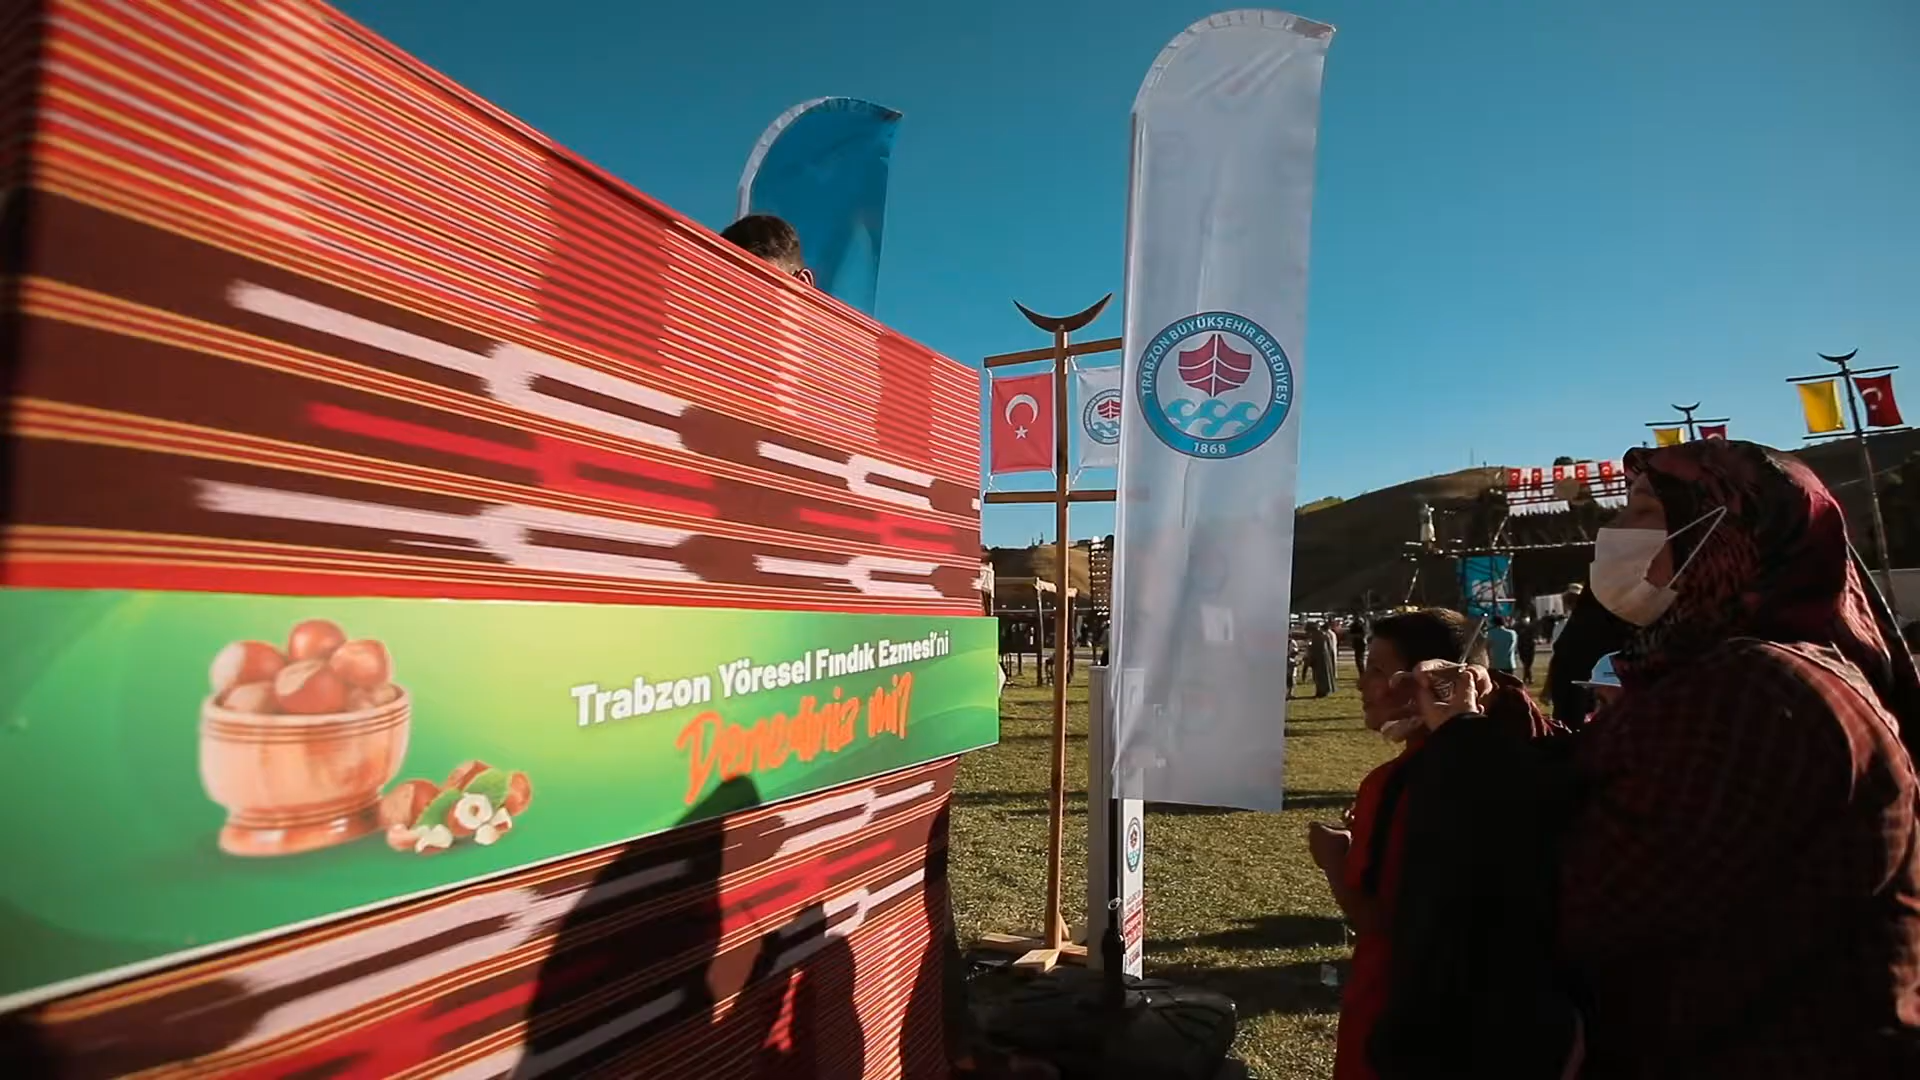 TRABZON BÜYÜKŞEHİR BELEDİYESİ
1868
Trabzon Yöresel Fındık Ezmesi'ni
Denediniz mi?